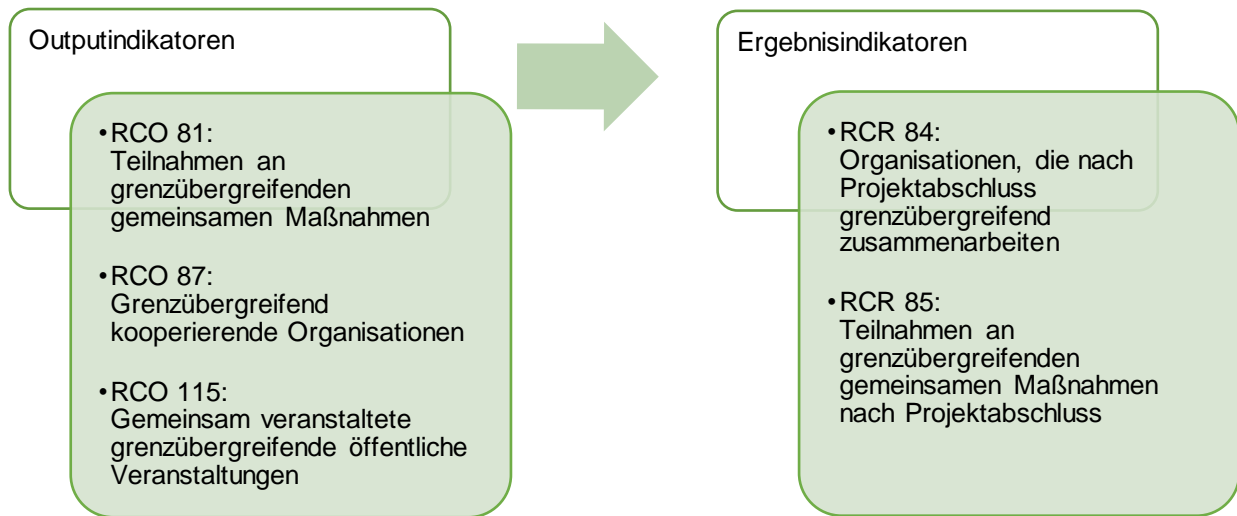 Outputindikatoren
•RCO 81:
Teilnahmen an
grenzübergreifenden
gemeinsamen Maßnahmen
•RCO 87:
Grenzübergreifend
kooperierende Organisationen
•RCO 115:
Gemeinsam veranstaltete
grenzübergreifende öffentliche
Veranstaltungen
Ergebnisindikatoren
•RCR 84:
Organisationen, die nach
Projektabschluss
grenzübergreifend
zusammenarbeiten
•RCR 85:
Teilnahmen an
grenzübergreifenden
gemeinsamen Maßnahmen
nach Projektabschluss